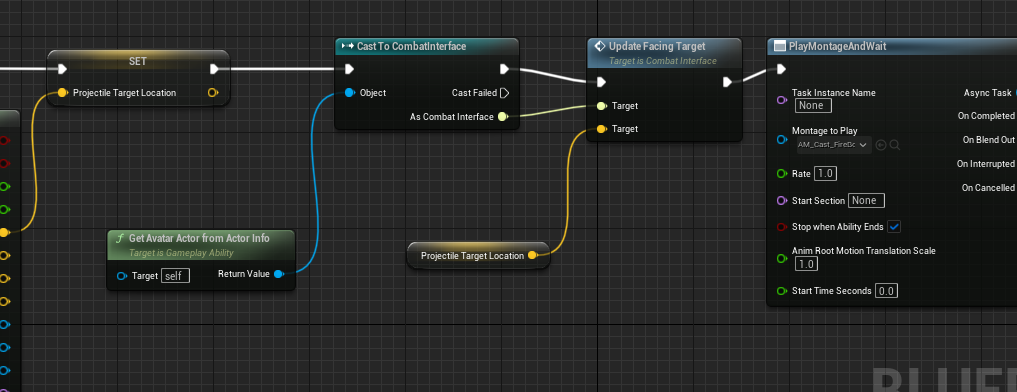 SET
Projectile Target Location
Cast To CombatInterface
Object
Cast Failed
As Combat Interface
Update Facing Target
Target is Combat Interface
Target
Target
PlayMontageAndWait
Task Instance Name
None
Montage to Play
AM_Cast_FireBc
Rate 1.0
Start Section None
Stop when Ability Ends
Anim Root Motion Translation Scale
1.0
Start Time Seconds 0.0
Async Task
On Completed
On Blend Out
On Interrupted
On Cancelled
f Get Avatar Actor from Actor Info
Target is Gameplay Ability
Target self
Return Value
Projectile Target Location